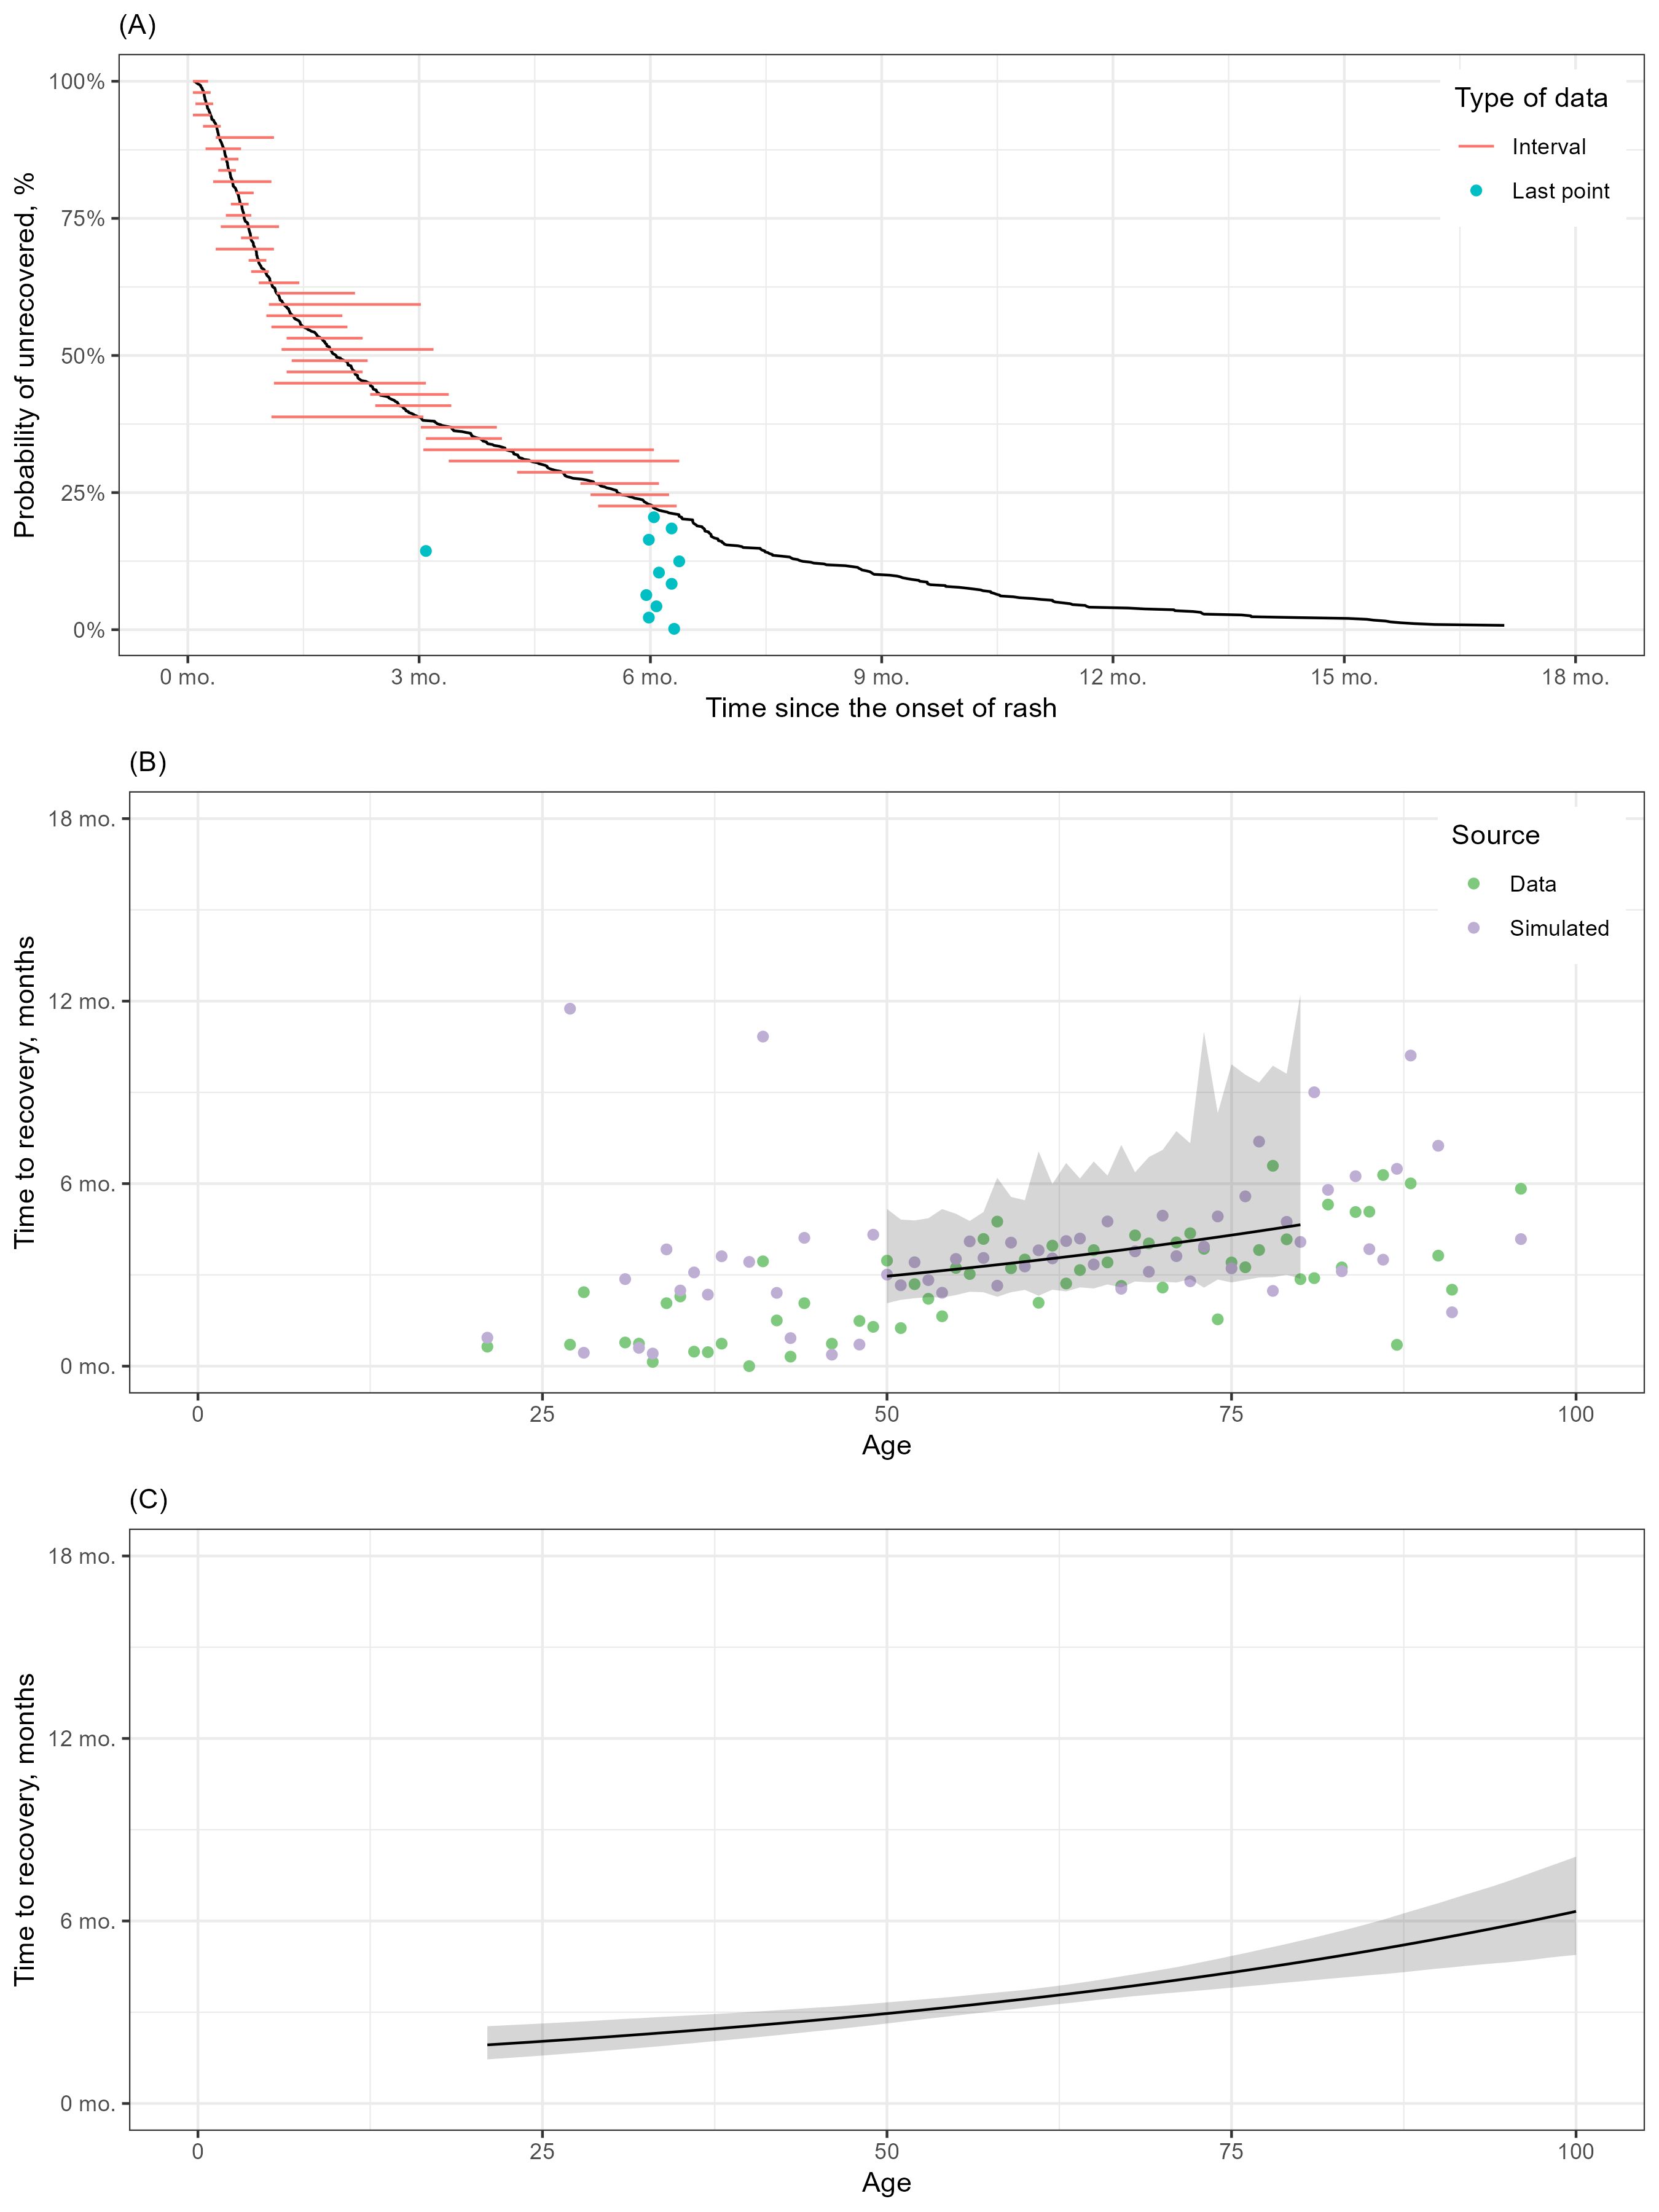 (A)
Probability of unrecovered, %
100%
75%
50%
25%
0%
Type of data
Interval
Last point
0 mo.
3 mo.
6 mo.
9 mo.
12 mo.
15 mo.
18 mo.
Time since the onset of rash
(B)
Time to recovery, months
18 mo.
12 mo.
6 mo.
0 mo.
Source
Data
Simulated
0
25
50
75
100
Age
(C)
Time to recovery, months
18 mo.
12 mo.
6 mo.
0 mo.
0
25
50
75
100
Age